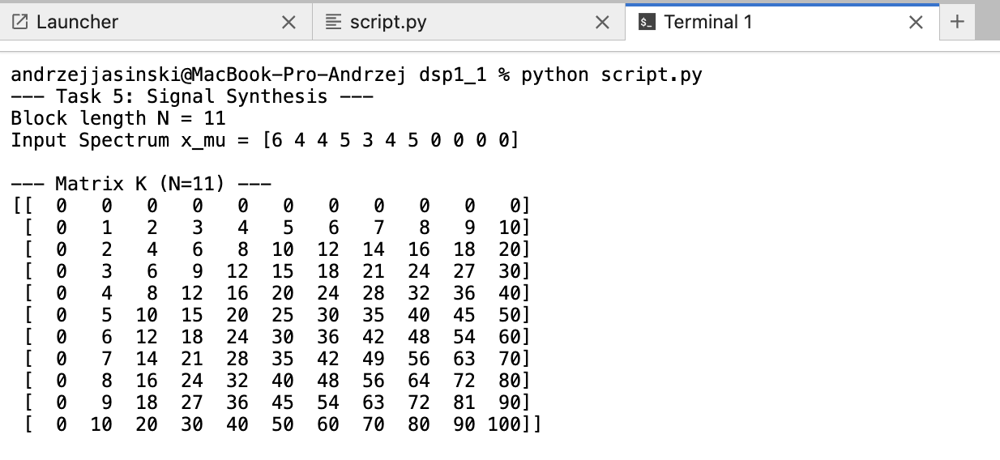 Launcher
script.py
Terminal 1
andrzejjasinski@MacBook-Pro-Andrzej dsp1_1 % python script.py
--- Task 5: Signal Synthesis ---
Block length N = 11
Input Spectrum x_mu = [6 4 4 5 3 4 5 0 0 0 0]

--- Matrix K (N=11) ---
[[  0   0   0   0   0   0   0   0   0   0   0]
 [  0   1   2   3   4   5   6   7   8   9  10]
 [  0   2   4   6   8  10  12  14  16  18  20]
 [  0   3   6   9  12  15  18  21  24  27  30]
 [  0   4   8  12  16  20  24  28  32  36  40]
 [  0   5  10  15  20  25  30  35  40  45  50]
 [  0   6  12  18  24  30  36  42  48  54  60]
 [  0   7  14  21  28  35  42  49  56  63  70]
 [  0   8  16  24  32  40  48  56  64  72  80]
 [  0   9  18  27  36  45  54  63  72  81  90]
 [  0  10  20  30  40  50  60  70  80  90 100]]